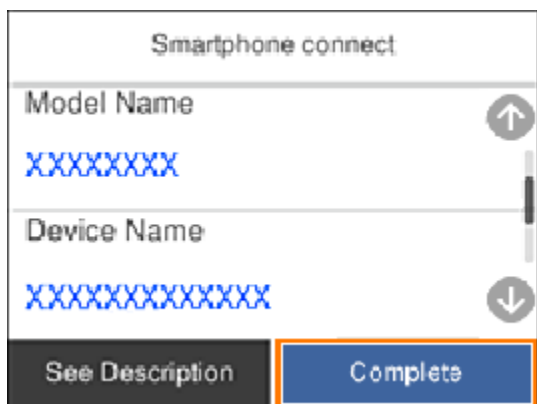 Smartphone connect
Model Name
XXXXXXXX
Device Name
XXXXXXXXXXXXX
See Description
Complete